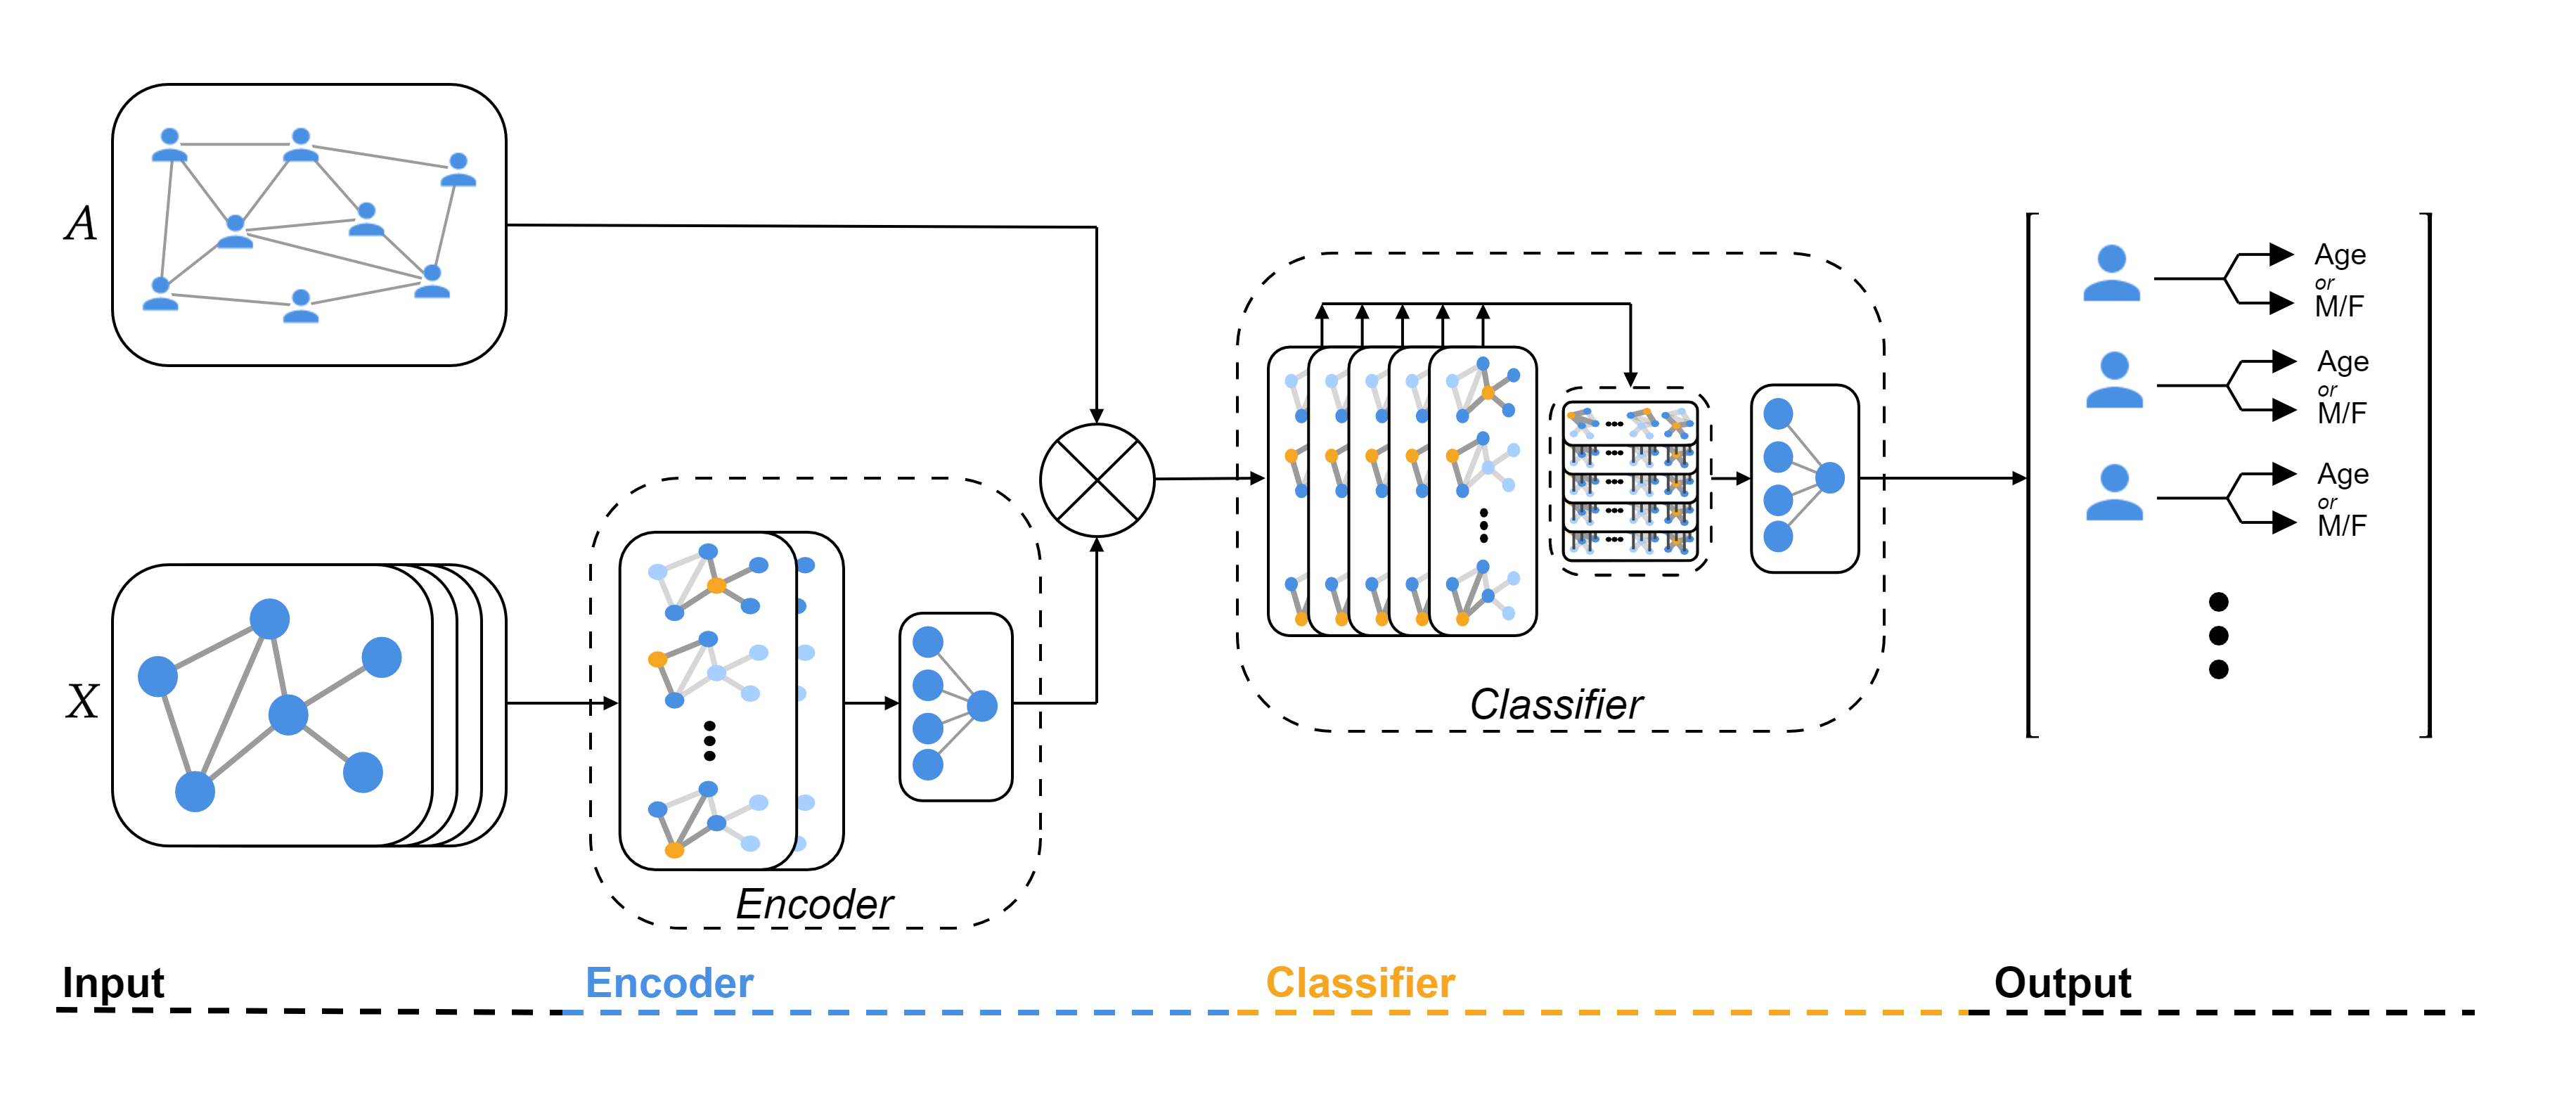 A
X
Encoder
Classifier
Age
or
M/F
Age
or
M/F
Age
or
M/F
Input
Encoder
Classifier
Output